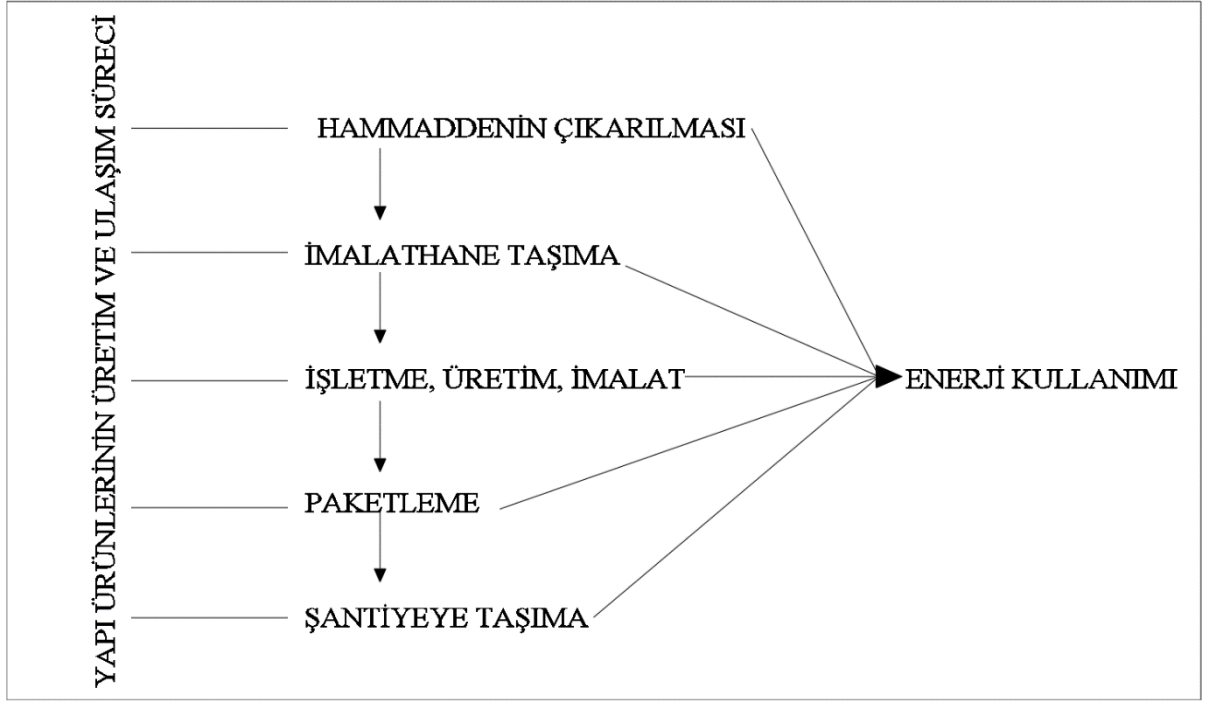 YAPI ÜRÜNLERİNİN ÜRETİM VE ULAŞIM SÜRECİ
HAMMADDENİN ÇIKARILMASI
İMALATHANE TAŞIMA
İŞLETME, ÜRETİM, İMALAT
ENERJİ KULLANIMI
PAKETLEME
ŞANTİYEYE TAŞIMA